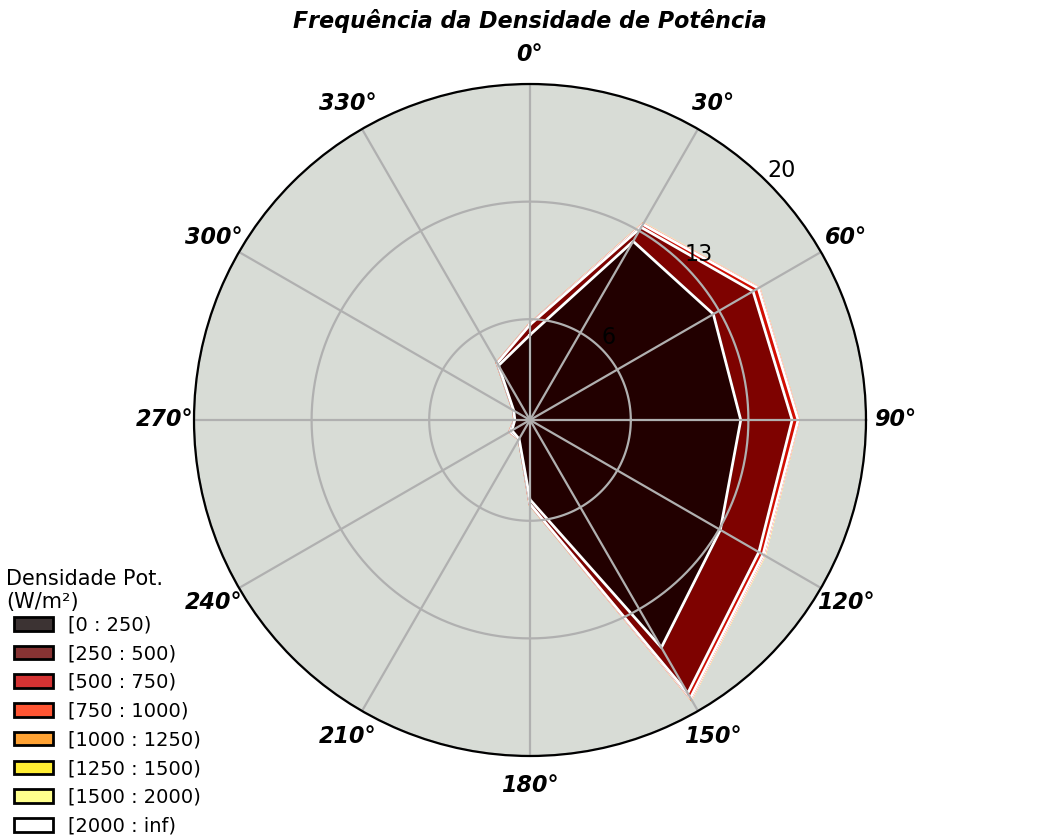 Frequência da Densidade de Potência
0°
330°
30°
20
300°
60°
13
6
270°
90°
240°
120°
210°
150°
180°
Densidade Pot.
(W/m²)
[0 : 250)
[250 : 500)
[500 : 750)
[750 : 1000)
[1000 : 1250)
[1250 : 1500)
[1500 : 2000)
[2000 : inf)